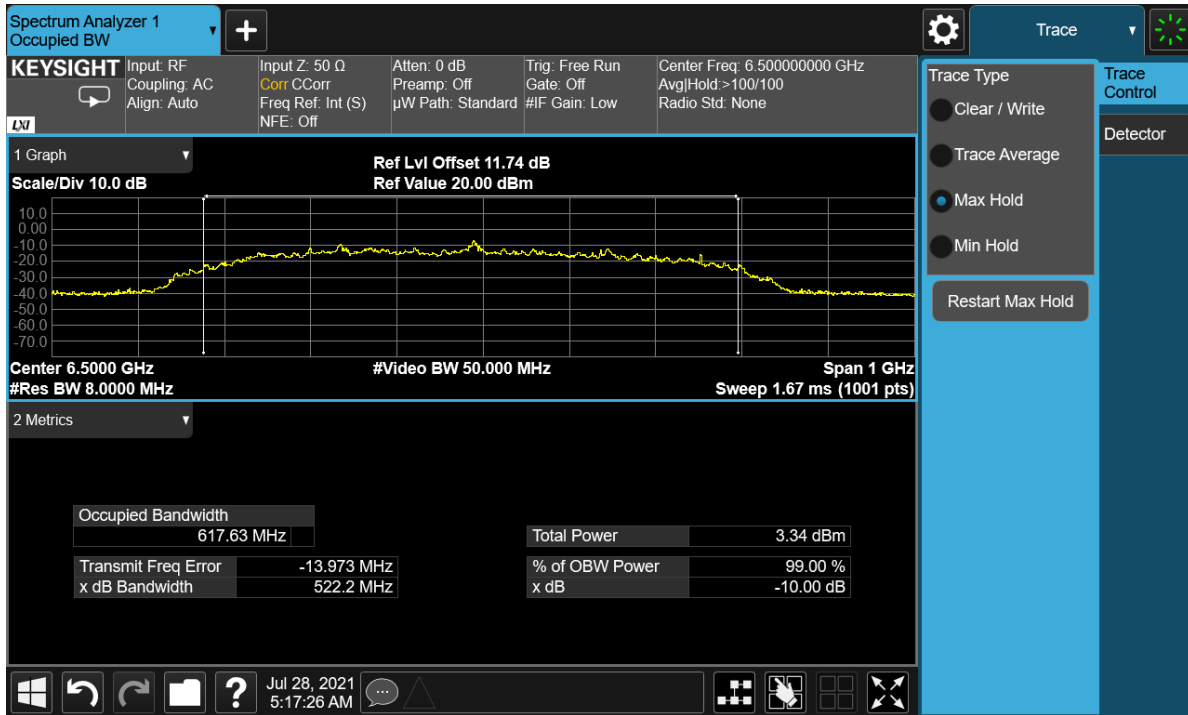 Spectrum Analyzer 1
Occupied BW
Trace
KEYSIGHT
LXI
Input: RF
Coupling: AC
Align: Auto
Input Z: 50 Ω
Corr CCorr
Freq Ref: Int (S)
NFE: Off
Atten: 0 dB
Preamp: Off
µW Path: Standard
Trig: Free Run
Gate: Off
#IF Gain: Low
Center Freq: 6.500000000 GHz
Avg|Hold:>100/100
Radio Std: None
1 Graph
Scale/Div 10.0 dB
Ref Lvl Offset 11.74 dB
Ref Value 20.00 dBm
10.0
0.00
-10.0
-20.0
-30.0
-40.0
-50.0
-60.0
-70.0
Center 6.5000 GHz
#Res BW 8.0000 MHz
#Video BW 50.000 MHz
Span 1 GHz
Sweep 1.67 ms (1001 pts)
2 Metrics
Occupied Bandwidth
617.63 MHz
Total Power 3.34 dBm
Transmit Freq Error -13.973 MHz
% of OBW Power 99.00 %
x dB Bandwidth 522.2 MHz
x dB -10.00 dB
Trace Type
Clear / Write
Trace Average
Max Hold
Min Hold
Restart Max Hold
Trace
Control
Detector
?
Jul 28, 2021
5:17:26 AM